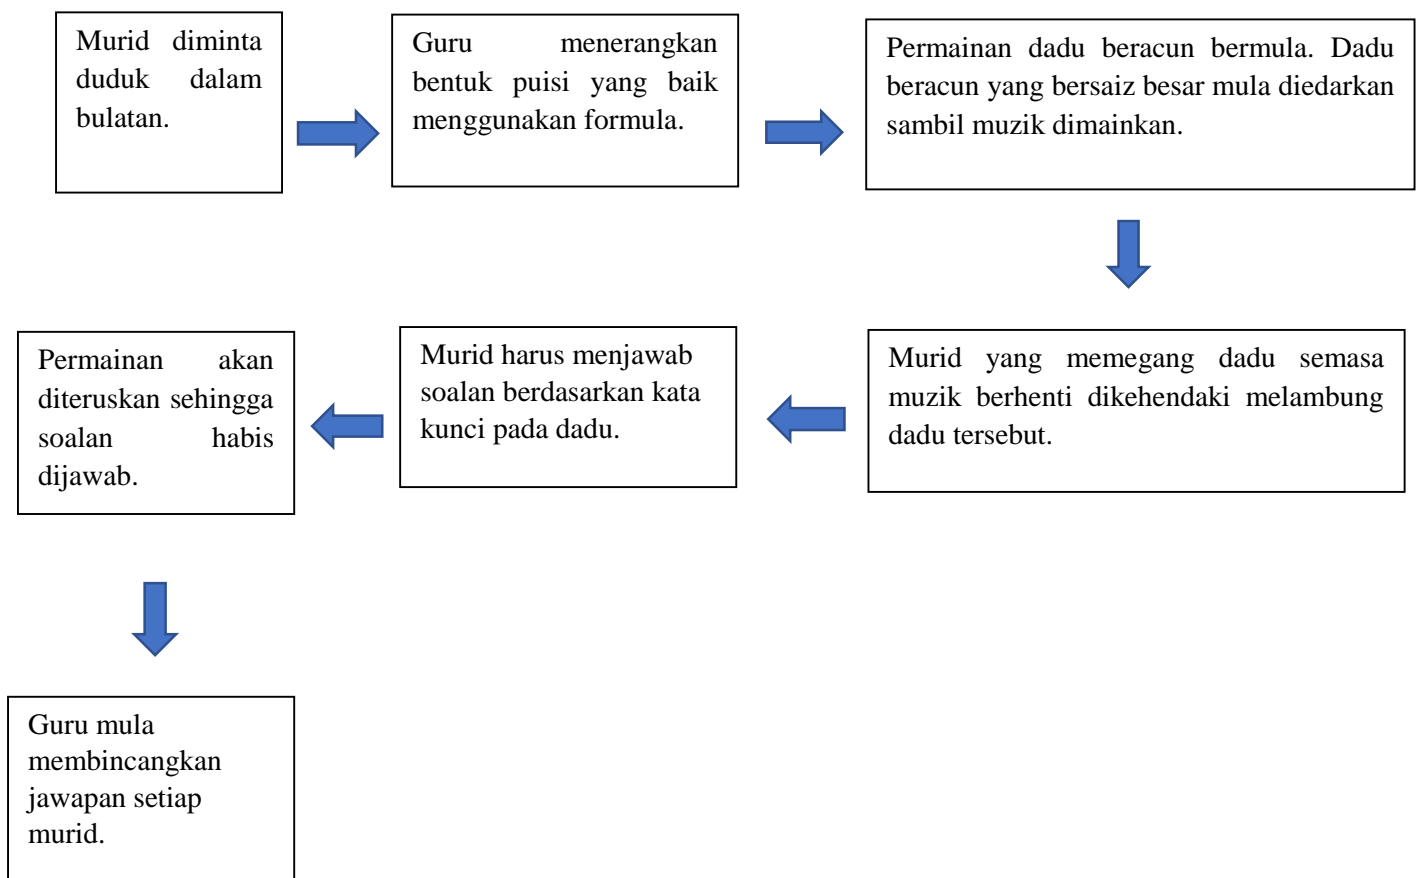 Murid diminta
duduk dalam
bulatan.
Guru menerangkan
bentuk puisi yang baik
menggunakan formula.
Permainan dadu beracun bermula. Dadu
beracun yang bersaiz besar mula diedarkan
sambil muzik dimainkan.
Murid yang memegang dadu semasa
muzik berhenti dikehendaki melambung
dadu tersebut.
Murid harus menjawab
soalan berdasarkan kata
kunci pada dadu.
Permainan akan
diteruskan sehingga
soalan habis
dijawab.
Guru mula
membincangkan
jawapan setiap
murid.